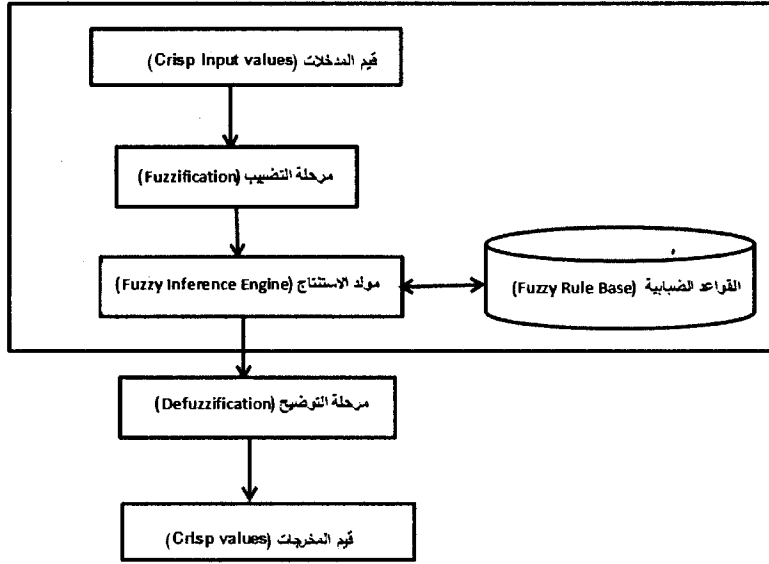 قيم المدخلات (Crisp Input values)
مرحلة التضبيب (Fuzzification)
مولد الاستنتاج (Fuzzy Inference Engine)
القواعد الضبابية (Fuzzy Rule Base)
مرحلة التوضيح (Defuzzification)
قيم المخرجات (Crisp values)